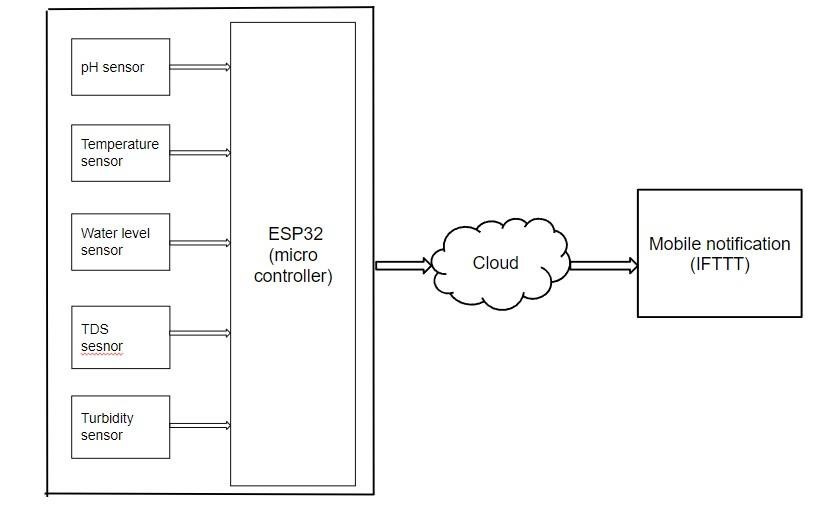 pH sensor
Temperature
sensor
Water level
sensor
TDS
sesnor
Turbidity
sensor
ESP32
(micro
controller)
Cloud
Mobile notification
(IFTTT)